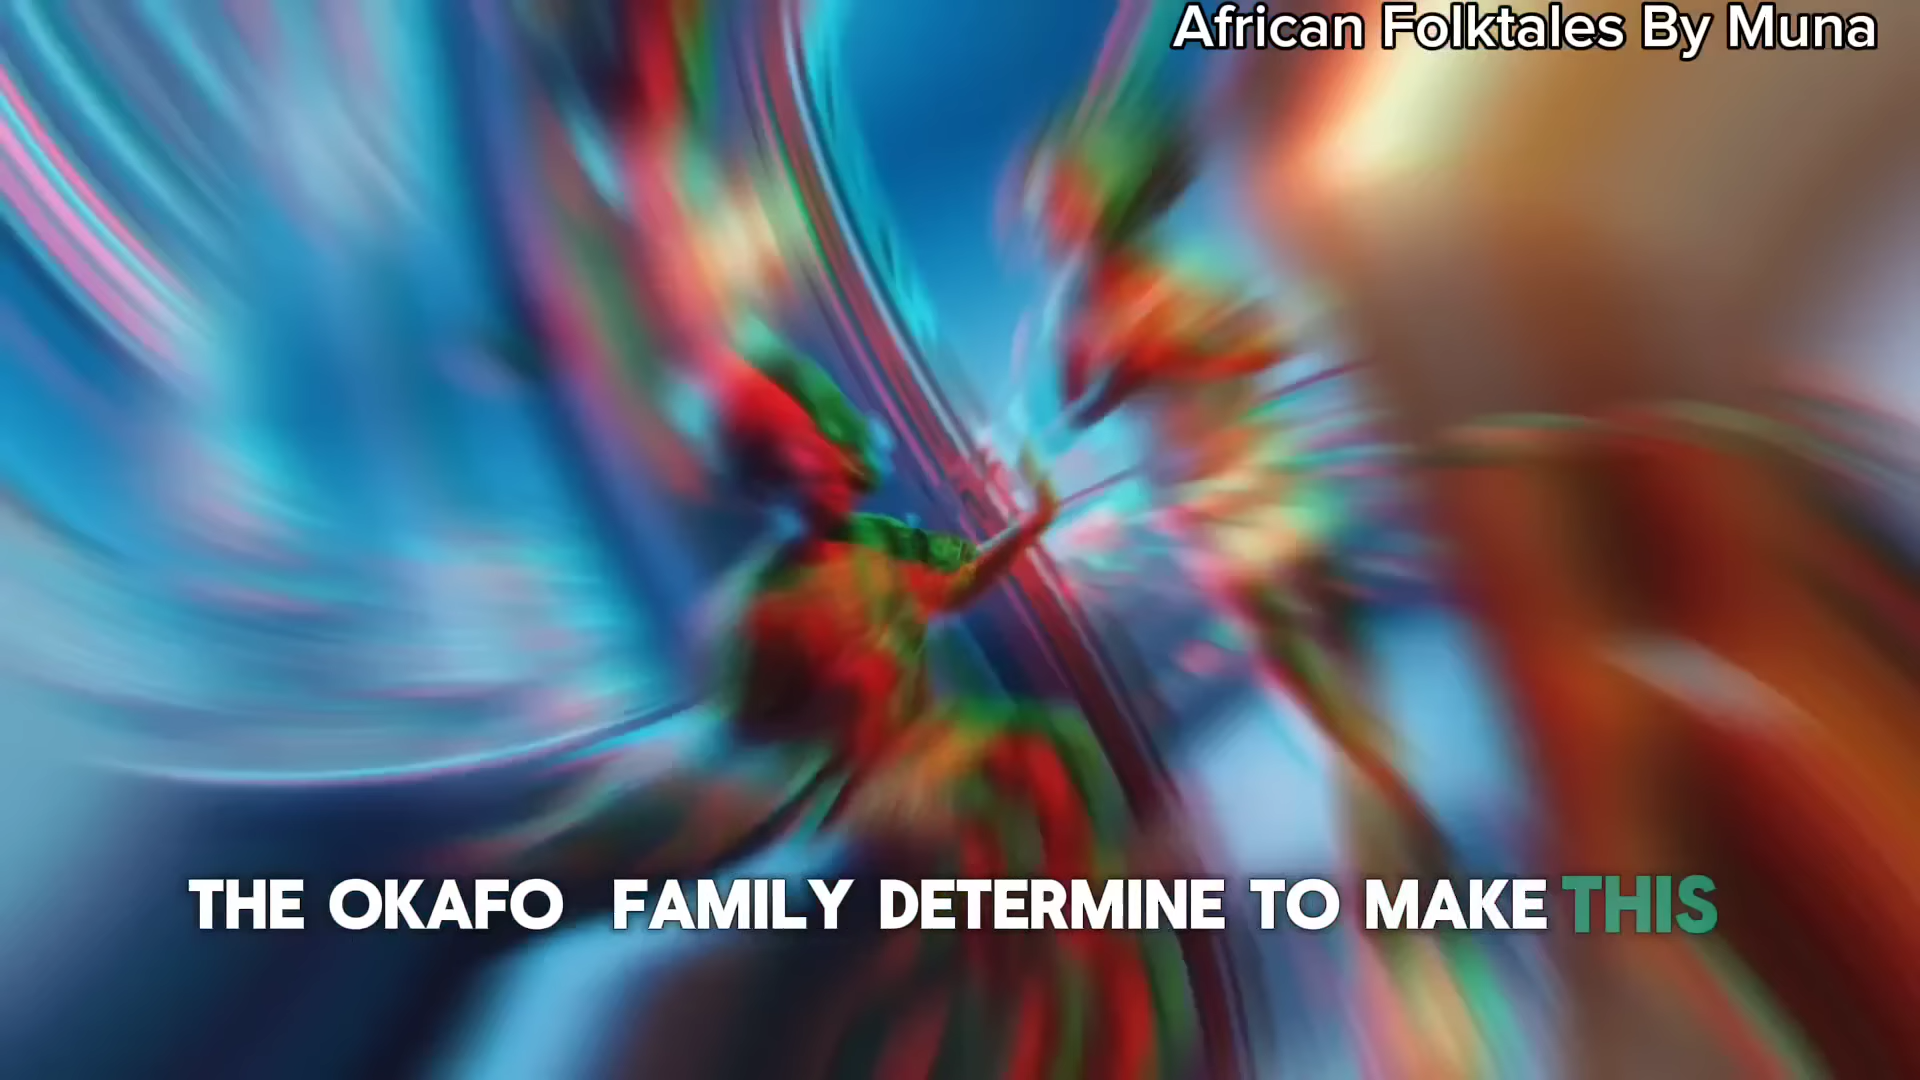 African Folktales By Muna
THE OKAFO FAMILY DETERMINE TO MAKE THIS